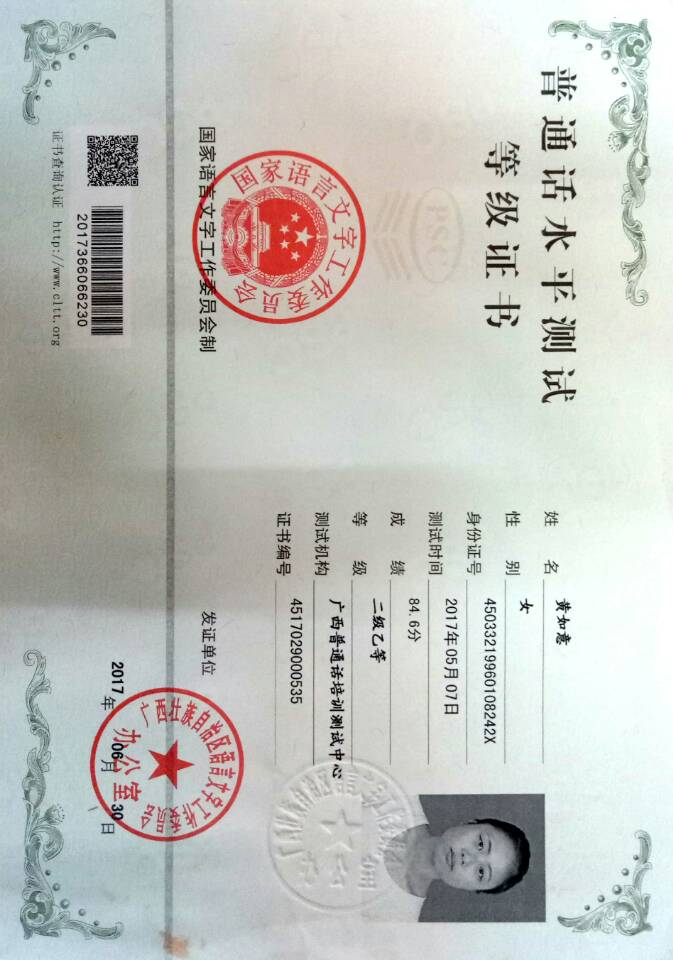 普通话水平测试
等级证书
PSC
国家语言文字工作委员会
国家语言文字工作委员会制
2017366066230
证书查询认证 http://www.cltt.org
姓 名 黄如意
性 别 女
身份证号 45033219960108242X
测试时间 2017年05月07日
成 绩 84.6分
等 级 二级乙等
测试机构 广西普通话培训测试中心
证书编号 4517029000535
发证单位
广西壮族自治区语言文字工作委员会
办公室
2017年06月30日